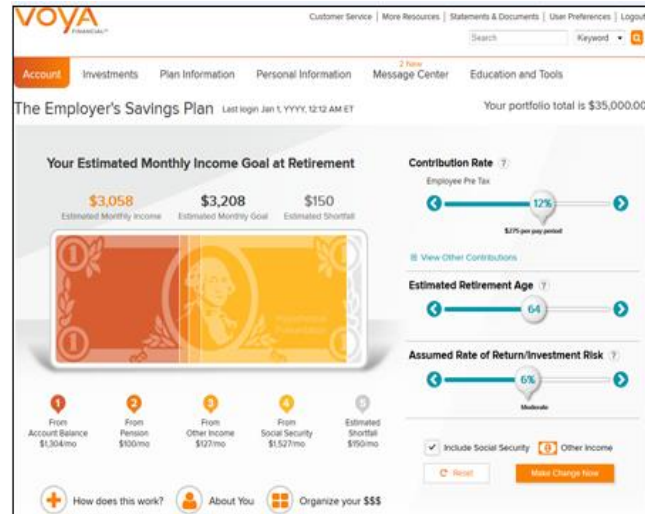 VOYA
FINANCIAL
Customer Service | More Resources | Statements & Documents | User Preferences | Logout
Search Keyword
2 New
Account Investments Plan Information Personal Information Message Center Education and Tools
The Employer's Savings Plan Last login Jan 1, YYYY, 12:12 AM ET Your portfolio total is $35,000.00
Your Estimated Monthly Income Goal at Retirement
$3,058 $3,208 $150
Estimated Monthly Income Estimated Monthly Goal Estimated Shortfall
1 1
1 1
1 2 3 4 5
From From From From Estimated
Account Balance Pension Other Income Social Security Shortfall
$1,304/mo $100/mo $127/mo $1,527/mo $150/mo
How does this work? About You Organize your $$$
Contribution Rate ?
Employee Pre Tax
12%
$275 per pay period
View Other Contributions
Estimated Retirement Age ?
64
Assumed Rate of Return/Investment Risk ?
6%
Moderate
Include Social Security Other Income
Reset Make Change Now